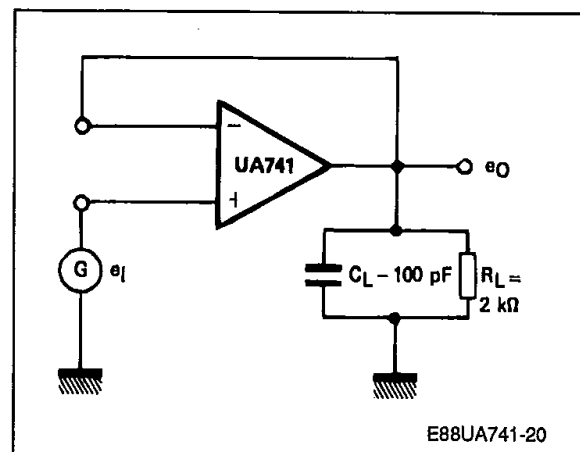 −
UA741
+
eO
G
eI
CL − 100 pF
RL =
2 kΩ
E88UA741-20